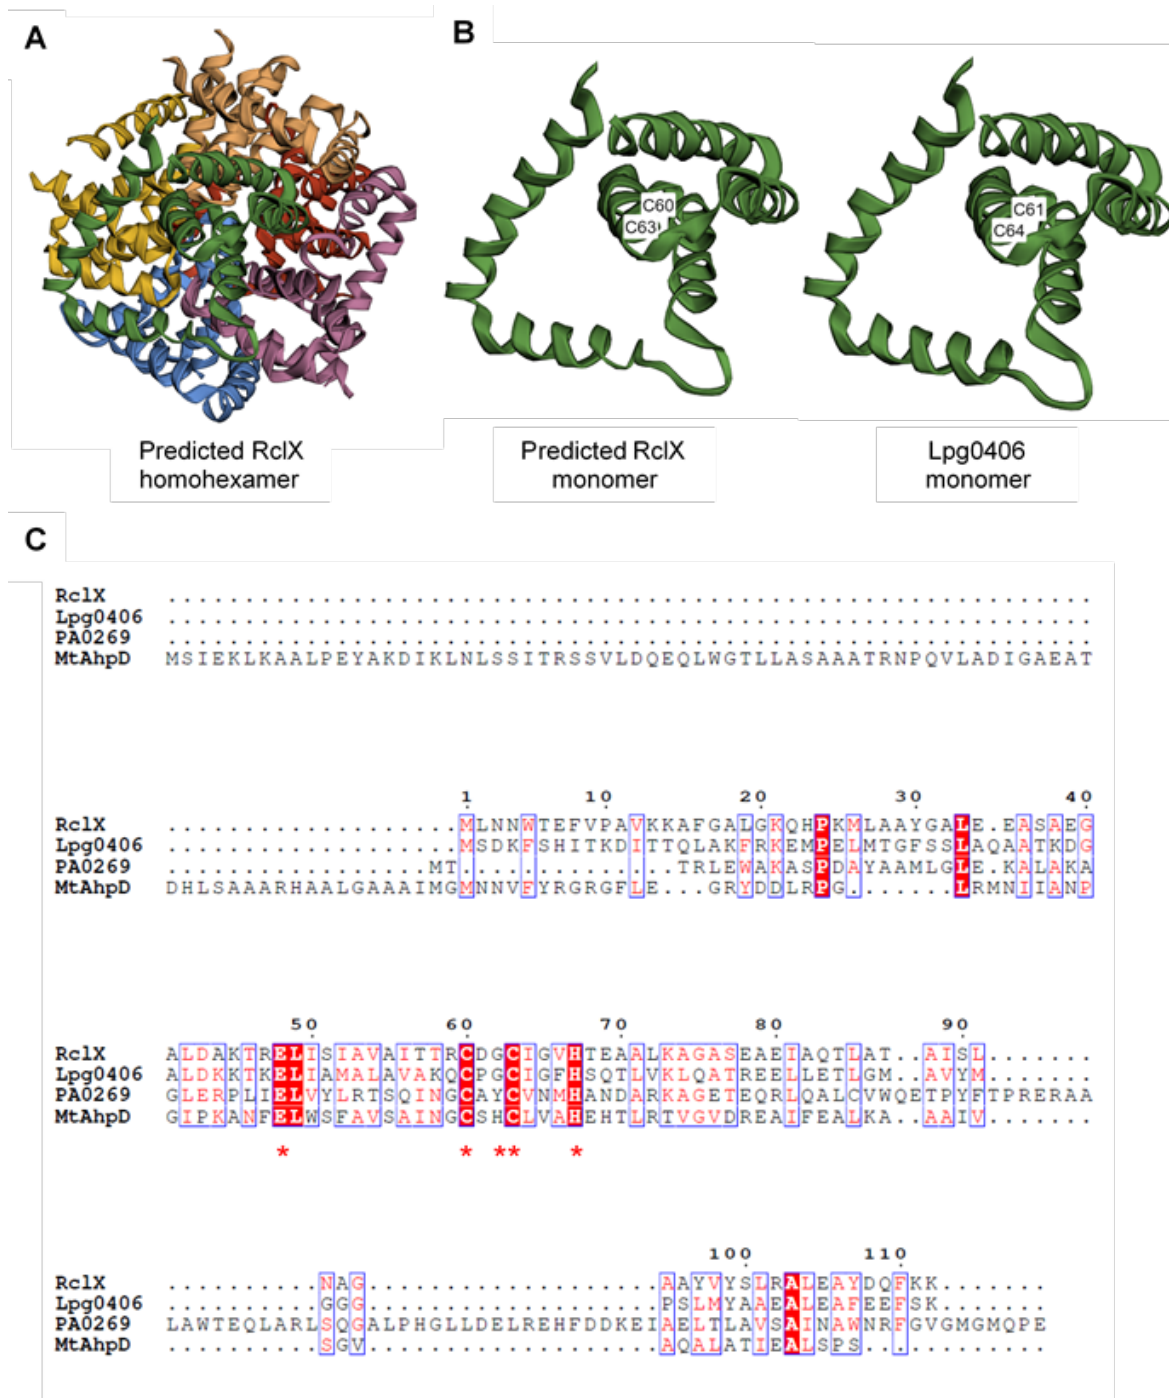 A
B
C60
C63
C61
C64
Predicted RclX
homohexamer
Predicted RclX
monomer
Lpg0406
monomer
C
RclX ............................................................
Lpg0406 ............................................................
PA0269 ............................................................
MtAhpD MSIEKLKAALPEYAKDIKLNLSSITRSSVLDQEQLWGTLLASAAATRNPQVLADIGAEAT
1 10 20 30 40
RclX ...................MLNNWTEFVPAVKKAFGALGKQHPKMLAAYGALE.EASAEG
Lpg0406 ...................MSDKFSHITKDITTQLAKFRKEMPELMTGFSSLAQAATKDG
PA0269 .................MT..............TRLEWAKASPDAYAAMLGLE.KALAKA
MtAhpD DHLSAAARHAALGAAAIMGMNNVFYRGRGFLE...GRYDDLRPG.......LRMNIIANP
50 60 70 80 90
RclX ALDAKTRELISIAVAITTRCDGCIGVHTEAALKAGASEAEIAQTLAT..AISL.......
Lpg0406 ALDKKTKELIAMALAVAKQCPGCIGFHSQTLVKLQATREELLETLGM..AVYM.......
PA0269 GLERPLIELVYLRTSQINGCAYCVNMHANDARKAGETEQRLQALCVWQETPYFTPRERAA
MtAhpD GIPKANFELWSFAVSAINGCSHCLVAHEHTLRTVGVDREAIFEALKA..AAIV.......
* * ** *
100 110
RclX ..........NAG...................AAYVYSLRALEAYDQFKK.......
Lpg0406 ..........GGG...................PSLMYAAEALEAFEEFSK.......
PA0269 LAWTEQLARLSQGALPHGLLDELREHFDDKEIAELTLAVSAINAWNRFGVGMGMQPE
MtAhpD ..........SGV...................AQALATIEALSPS............